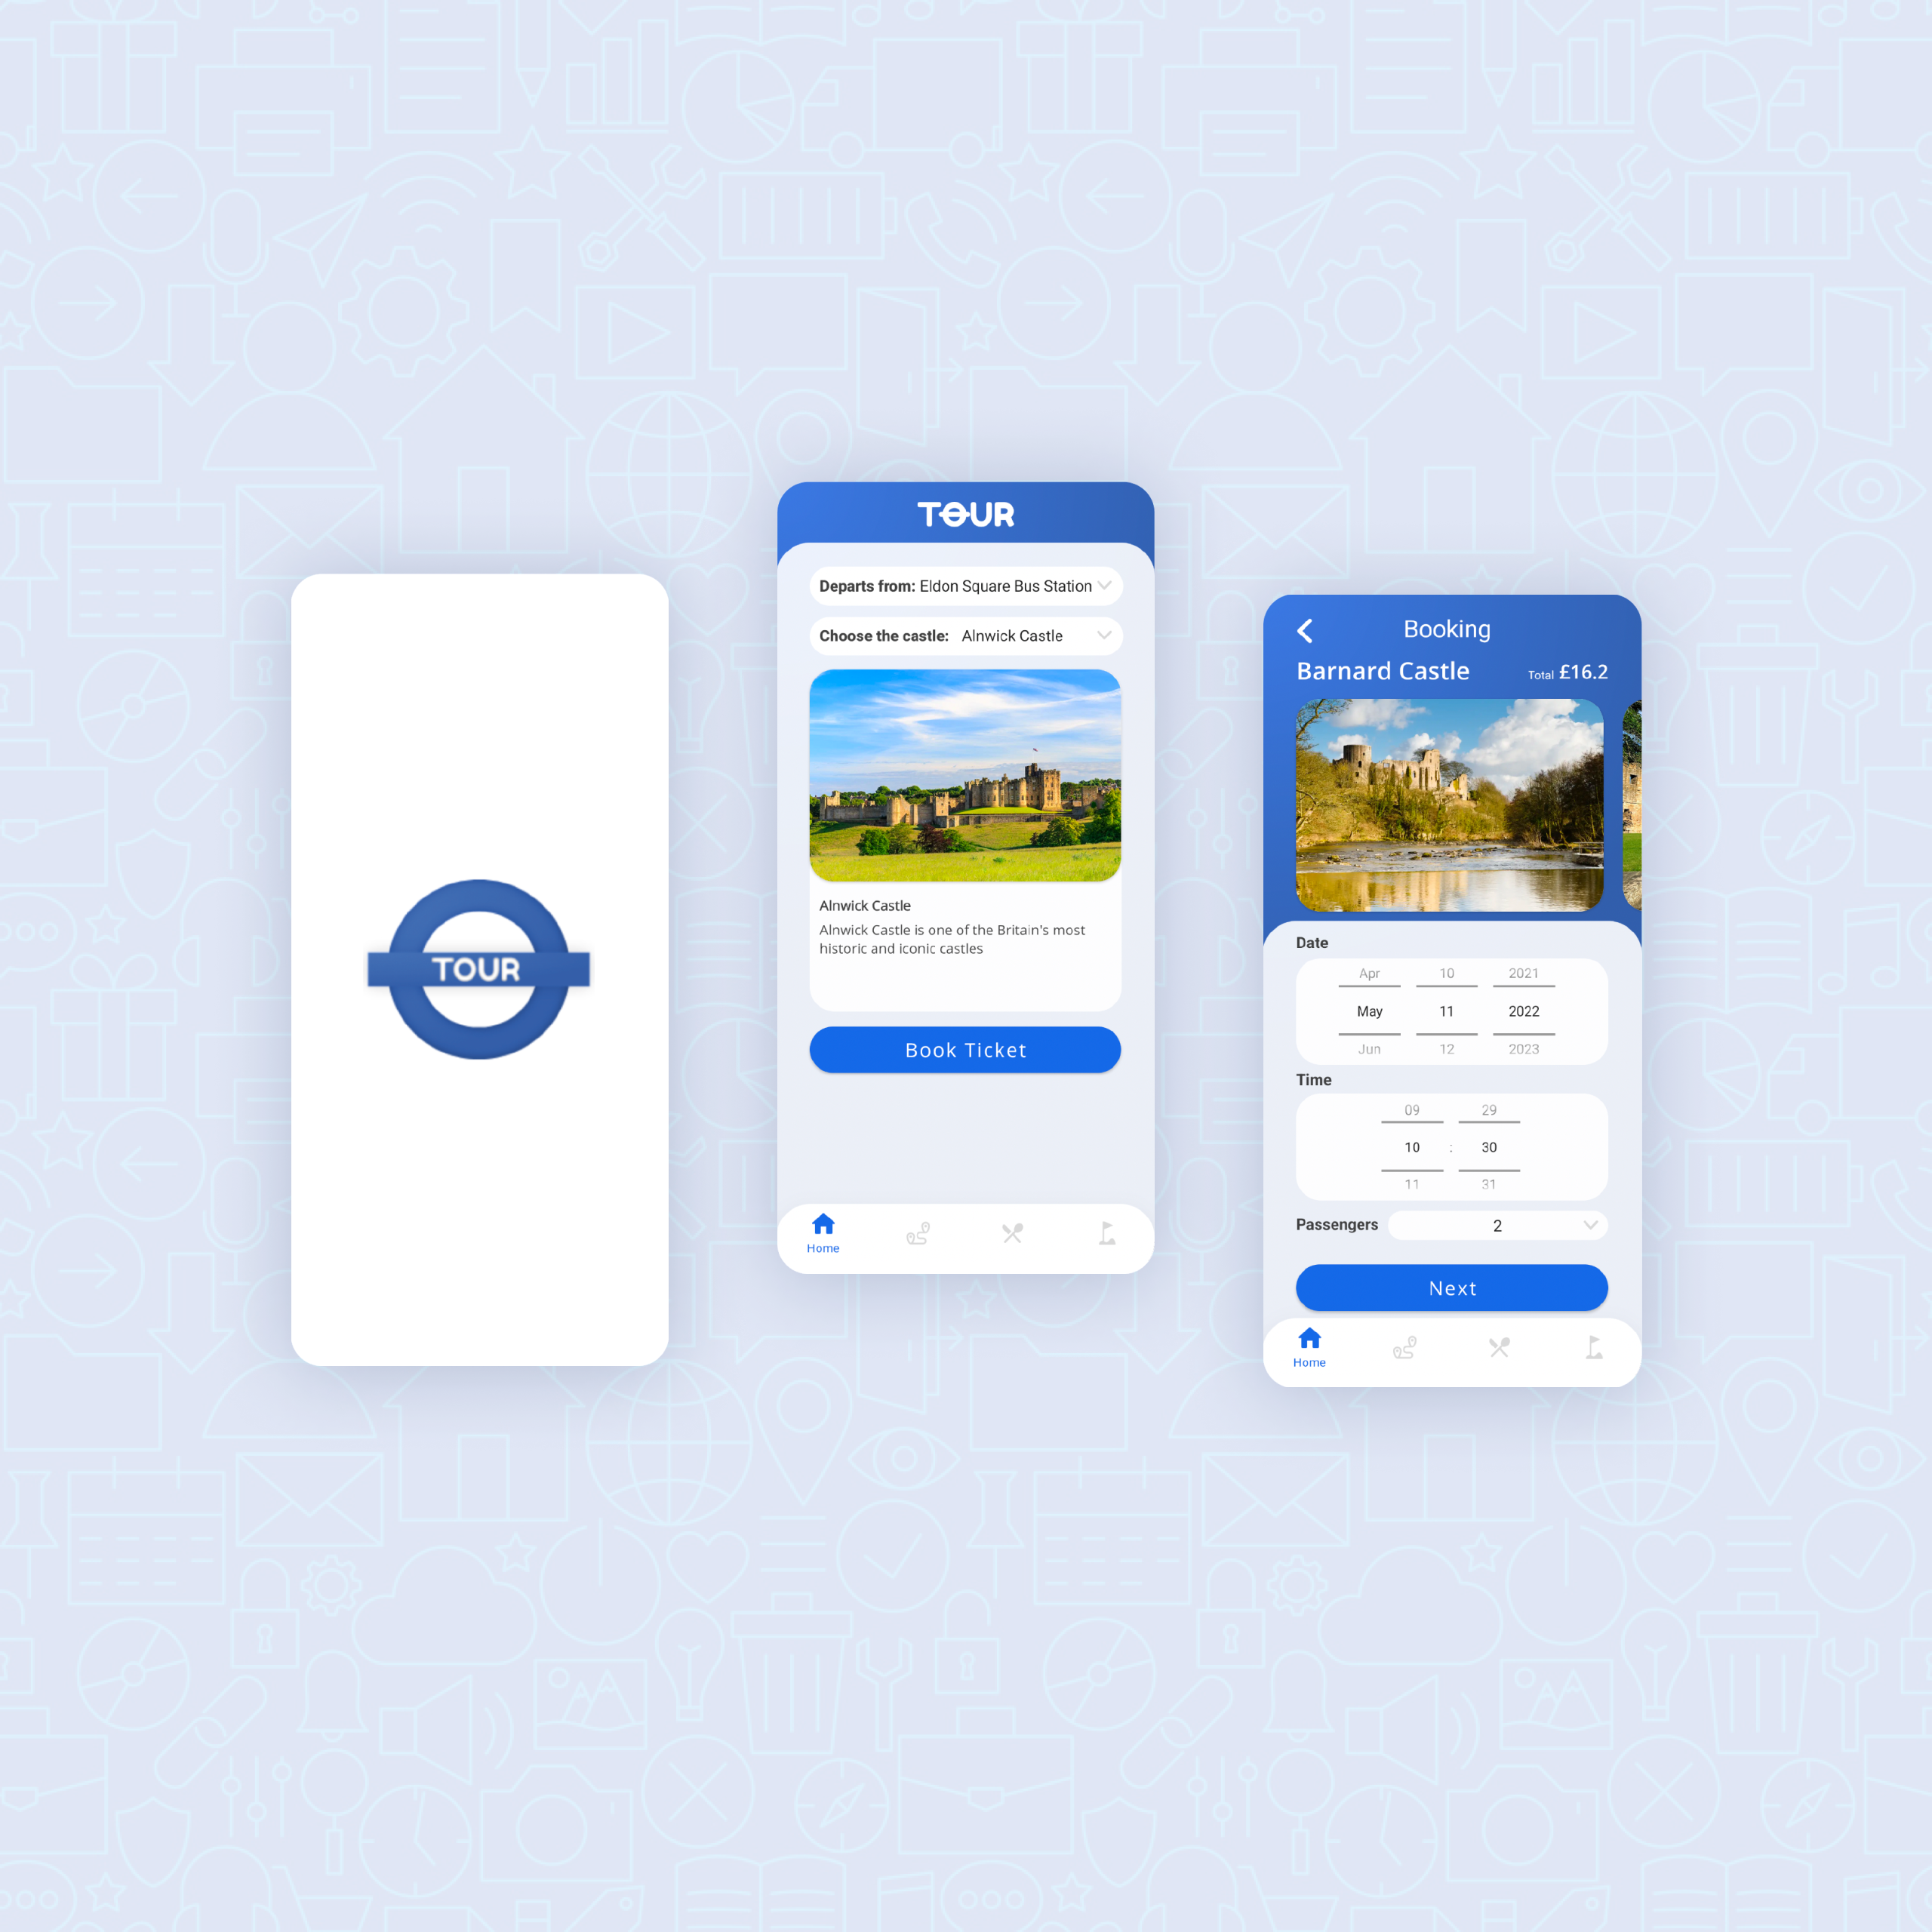 TOUR
TOUR
Departs from: Eldon Square Bus Station
Choose the castle: Alnwick Castle
Alnwick Castle
Alnwick Castle is one of the Britain's most
historic and iconic castles
Book Ticket
Home
Booking
Barnard Castle Total £16.2
Date
Apr 10 2021
May 11 2022
Jun 12 2023
Time
09 29
10 : 30
11 31
Passengers 2
Next
Home